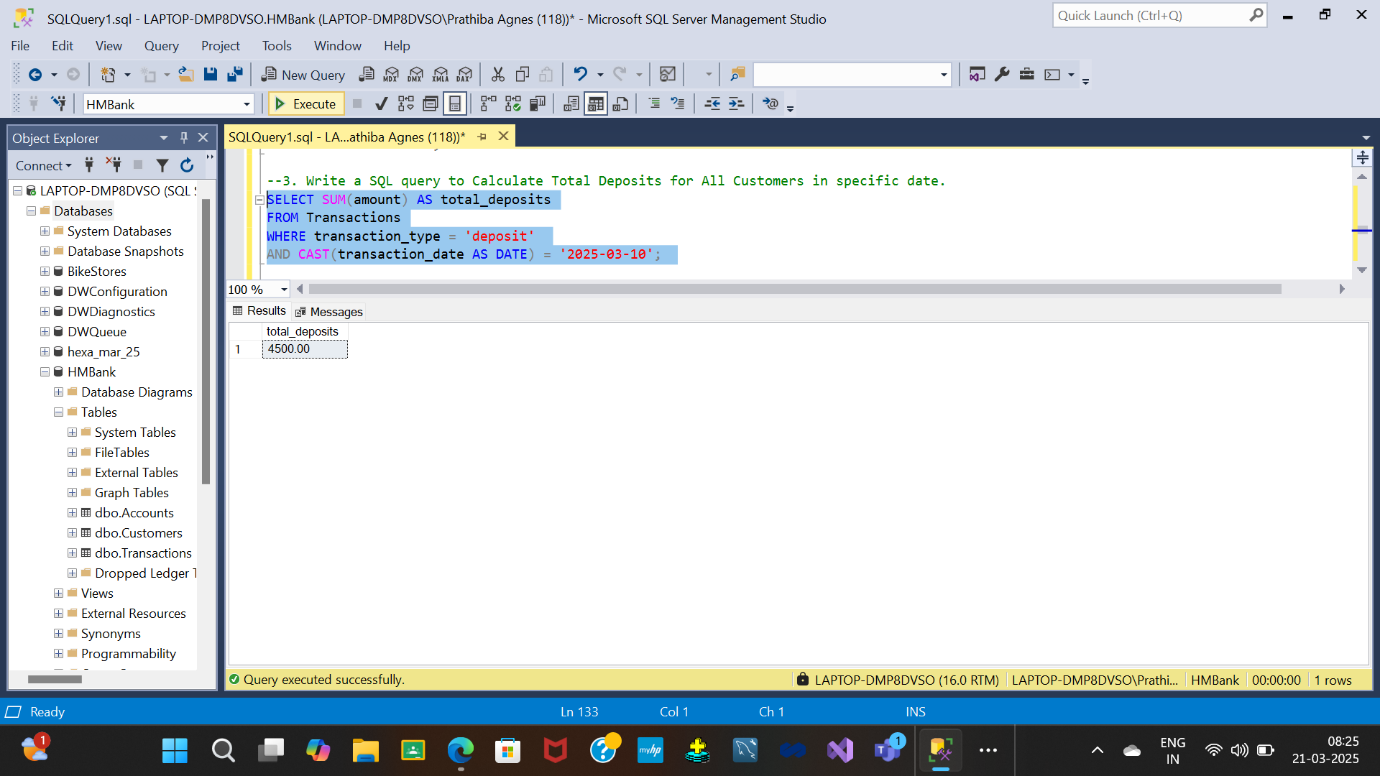 SQLQuery1.sql - LAPTOP-DMP8DVSO.HMBank (LAPTOP-DMP8DVSO\Prathiba Agnes (118))* - Microsoft SQL Server Management Studio
Quick Launch (Ctrl+Q)
File Edit View Query Project Tools Window Help
New Query MDX DMX XMLA DAX
HMBank Execute
Object Explorer
SQLQuery1.sql - LA...athiba Agnes (118))*
Connect
LAPTOP-DMP8DVSO (SQL S
Databases
System Databases
Database Snapshots
BikeStores
DWConfiguration
DWDiagnostics
DWQueue
hexa_mar_25
HMBank
Database Diagrams
Tables
System Tables
FileTables
External Tables
Graph Tables
dbo.Accounts
dbo.Customers
dbo.Transactions
Dropped Ledger T
Views
External Resources
Synonyms
Programmability
--3. Write a SQL query to Calculate Total Deposits for All Customers in specific date.
SELECT SUM(amount) AS total_deposits
FROM Transactions
WHERE transaction_type = 'deposit'
AND CAST(transaction_date AS DATE) = '2025-03-10';
100 %
Results Messages
total_deposits
1 4500.00
Query executed successfully.
LAPTOP-DMP8DVSO (16.0 RTM) LAPTOP-DMP8DVSO\Prathi... HMBank 00:00:00 1 rows
Ready Ln 133 Col 1 Ch 1 INS
1
myhp
1
ENG
IN
08:25
21-03-2025